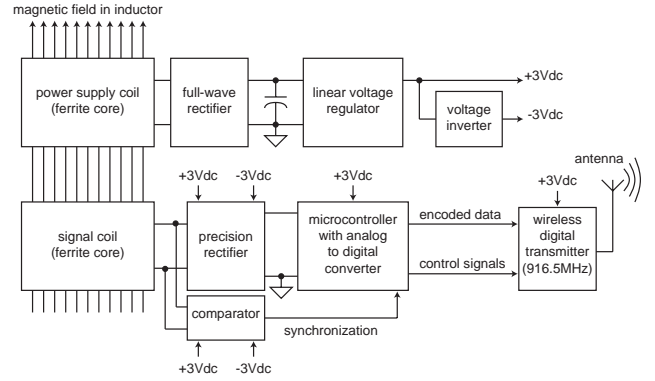 magnetic field in inductor
power supply coil
(ferrite core)
full-wave
rectifier
linear voltage
regulator
+3Vdc
voltage
inverter
-3Vdc
antenna
+3Vdc
-3Vdc
+3Vdc
+3Vdc
signal coil
(ferrite core)
precision
rectifier
microcontroller
with analog
to digital
converter
encoded data
control signals
wireless
digital
transmitter
(916.5MHz)
comparator
synchronization
+3Vdc
-3Vdc